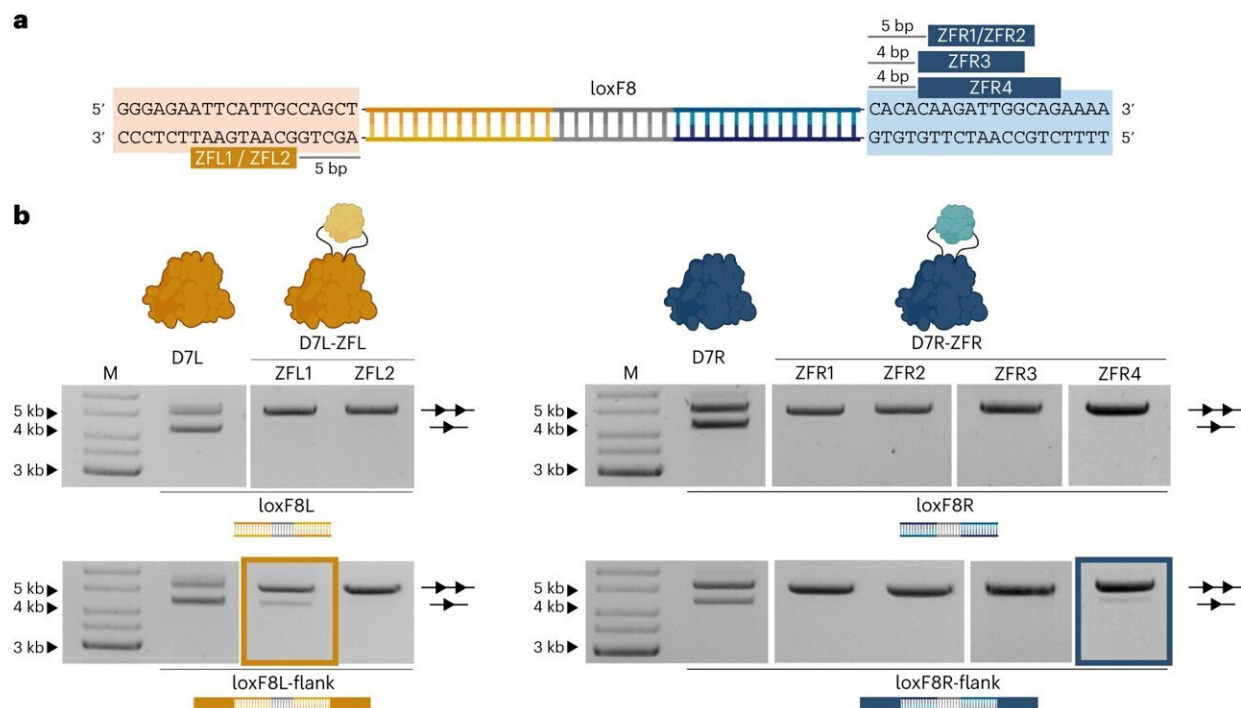 a
5 bp ZFR1/ZFR2
4 bp ZFR3
4 bp ZFR4
loxF8
5′ GGGAGAATTCATTGCCAGCT CACACAAGATTGGCAGAAAA 3′
3′ CCCTCTTAAGTAACGGTCGA GTGTGTTCTAACCGTCTTTT 5′
ZFL1 / ZFL2 5 bp
b
D7L-ZFL D7R-ZFR
M D7L ZFL1 ZFL2 M D7R ZFR1 ZFR2 ZFR3 ZFR4
5 kb 5 kb
4 kb 4 kb
3 kb 3 kb
loxF8L loxF8R
5 kb 5 kb
4 kb 4 kb
3 kb 3 kb
loxF8L-flank loxF8R-flank